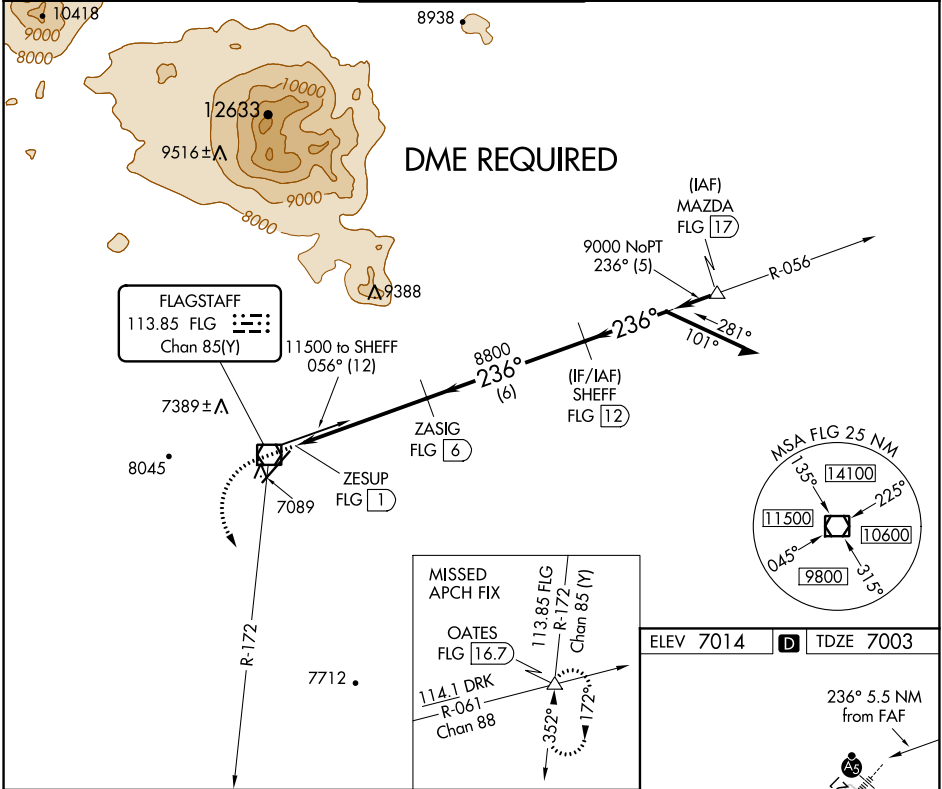 10418
9000
8000
8938
10000
12633
9516±
9000
8000
9388
DME REQUIRED
(IAF)
MAZDA
FLG 17
9000 NoPT
236° (5)
R-056
FLAGSTAFF
113.85 FLG
Chan 85(Y)
11500 to SHEFF
056° (12)
236°
281°
101°
8800
236°
(6)
(IF/IAF)
SHEFF
FLG 12
7389±
ZASIG
FLG 6
8045
ZESUP
FLG 1
7089
MSA FLG 25 NM
135°
14100
225°
11500
10600
045°
9800
315°
R-172
7712
MISSED
APCH FIX
113.85 FLG
R-172
Chan 85 (Y)
OATES
FLG 16.7
114.1 DRK
R-061
Chan 88
352°
172°
ELEV 7014
D
TDZE 7003
236° 5.5 NM
from FAF
A5